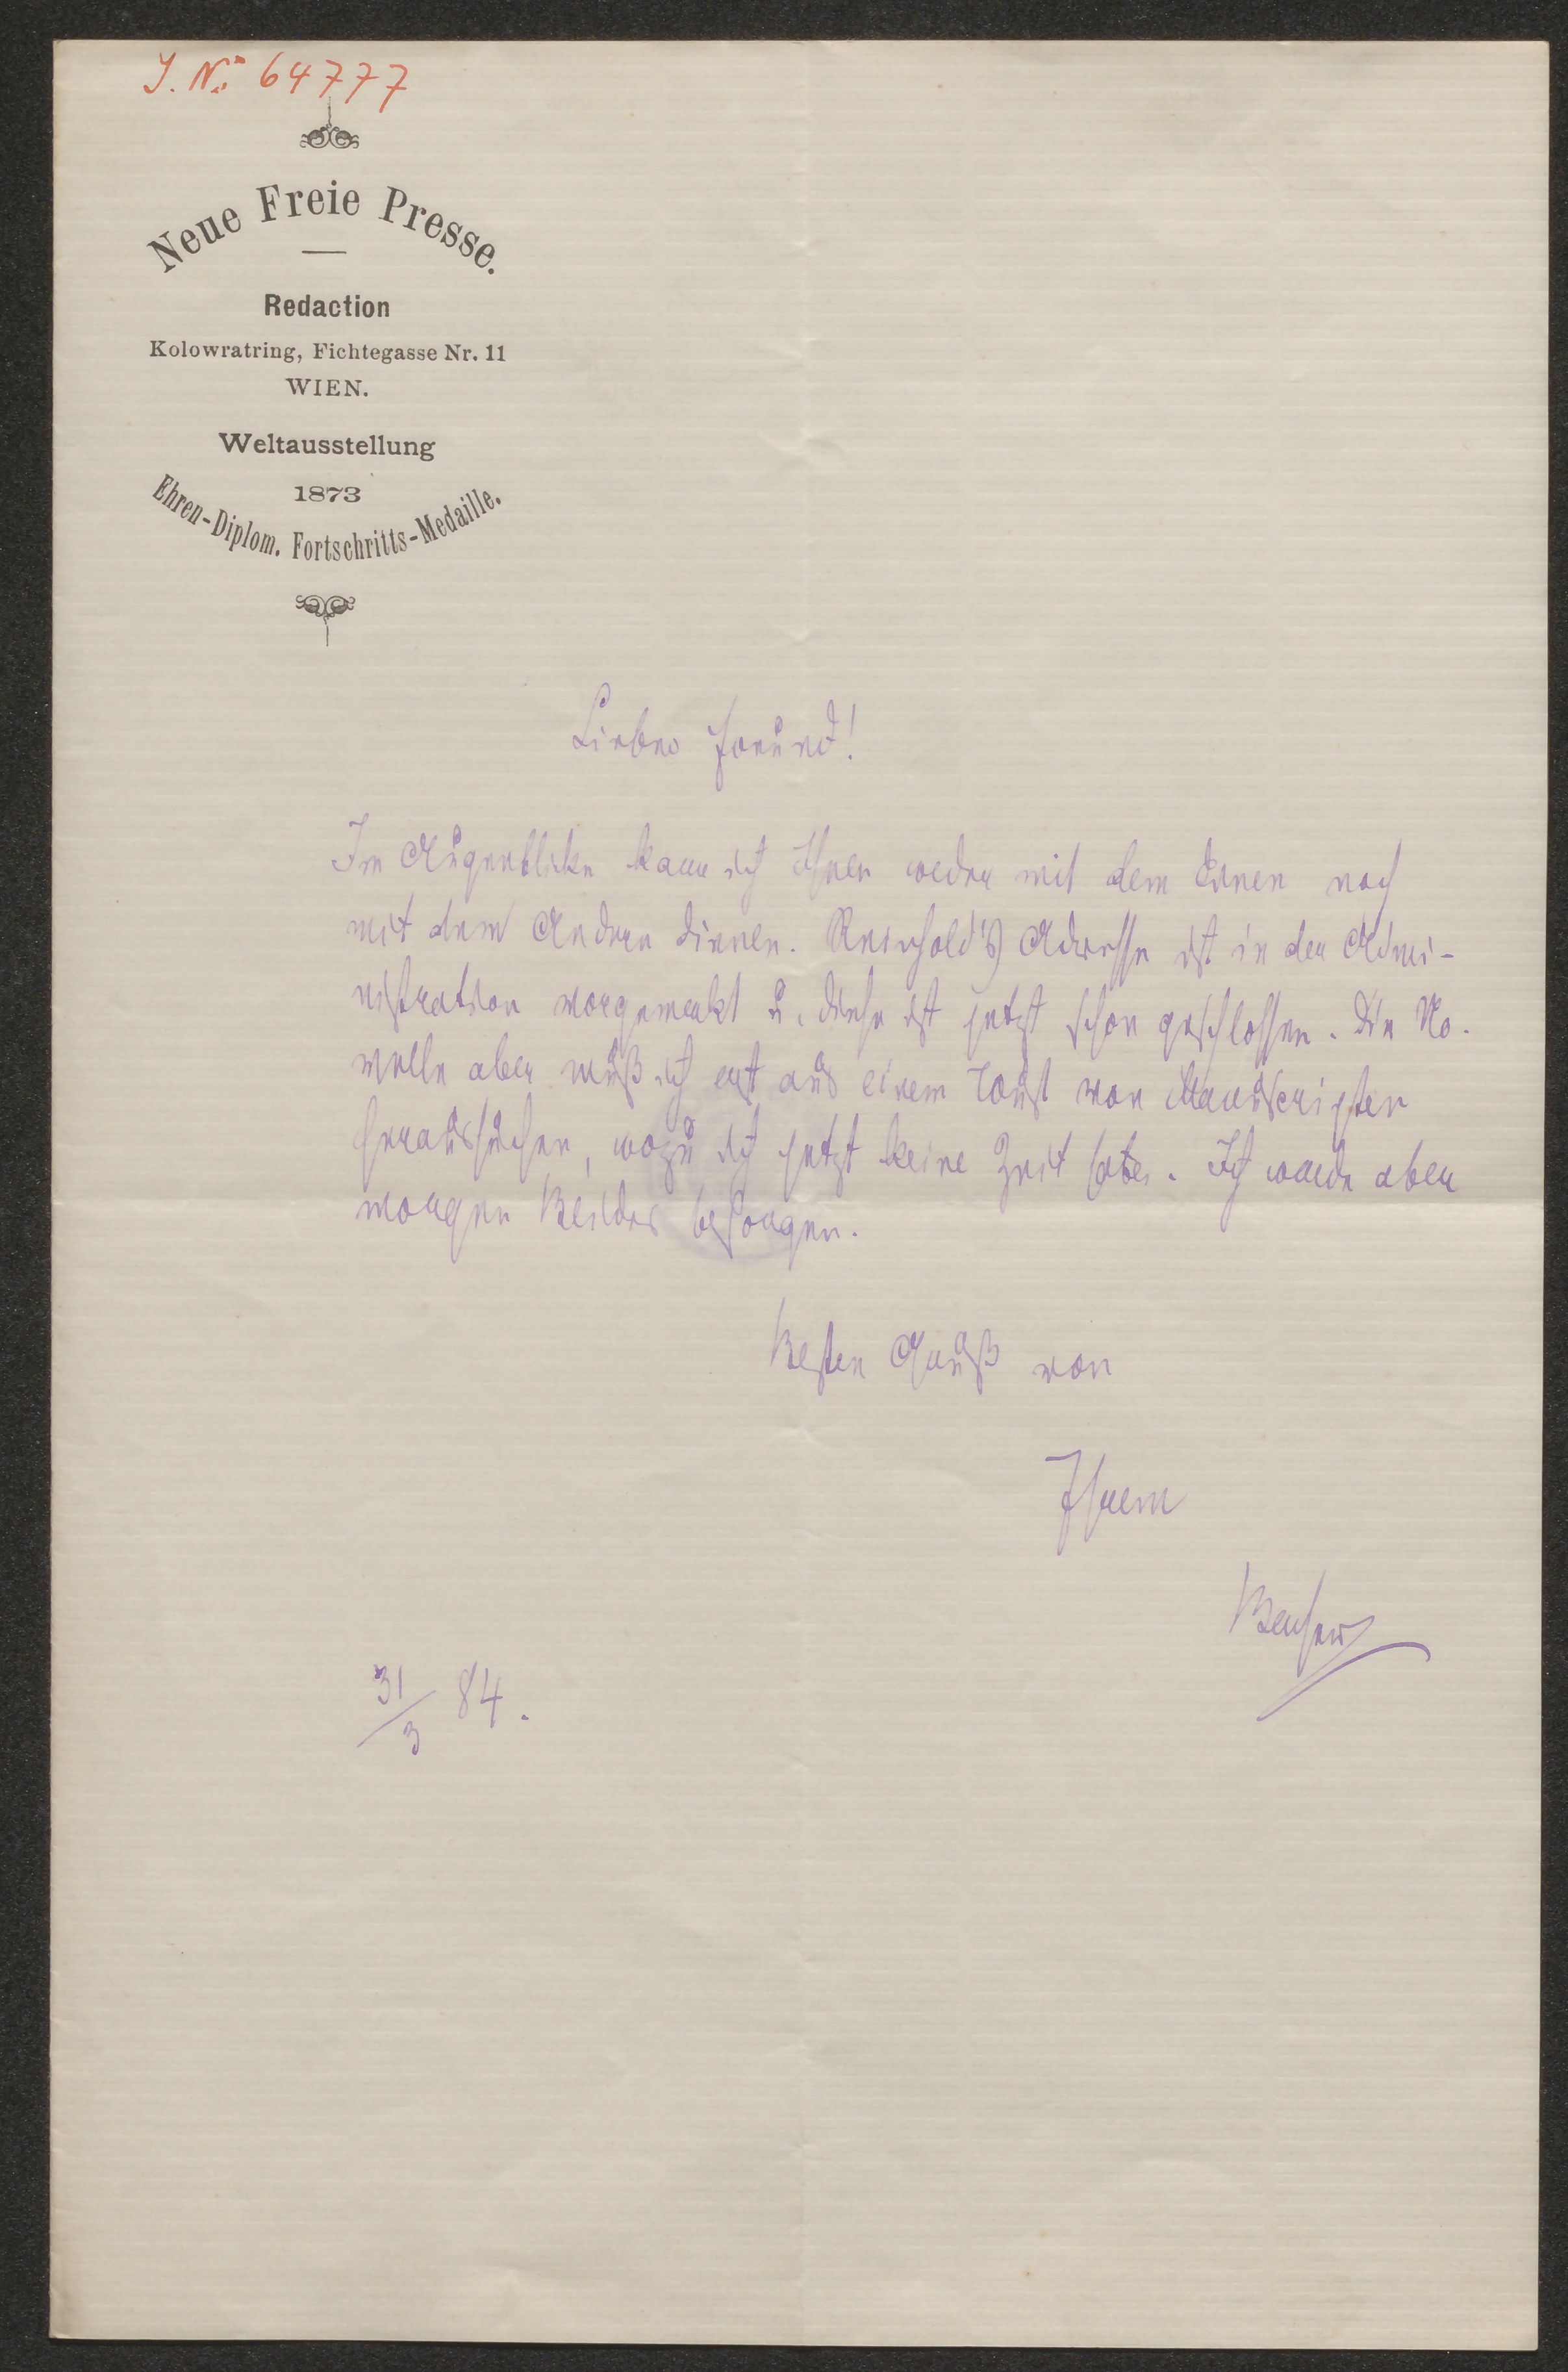 J. No 64777
Neue Freie Presse.
Redaction
Kolowratring, Fichtegasse Nr. 11
WIEN.
Weltausstellung
1873
Ehren-Diplom. Fortschritts-Medaille.
Lieber Freund!
Im Augenblicke kann ich Ihnen weder mit dem Einen noch
mit dem Andern dienen. Reinhold's Adresse ist in der Admi-
nistration vorgemerkt u. diese ist jetzt schon geschlossen. Die No-
velle aber muß ich erst aus einem Wust von Manuscripten
heraussuchen, wozu ich jetzt keine Zeit habe. Ich werde aber
morgen Beides besorgen.
Besten Gruß von
Ihrem
31/3 84.